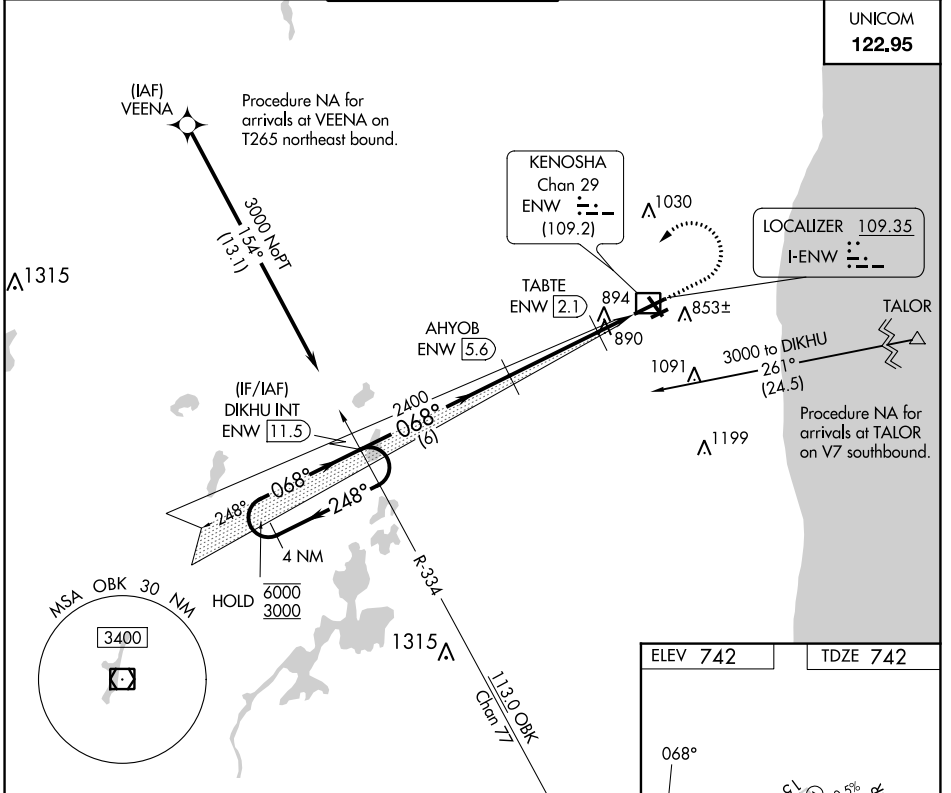 UNICOM
122.95
(IAF)
VEENA
Procedure NA for
arrivals at VEENA on
T265 northeast bound.
3000 NoPT
154°
(13.1)
KENOSHA
Chan 29
ENW
(109.2)
1030
LOCALIZER 109.35
I-ENW
1315
TABTE
ENW 2.1
894
890
853±
TALOR
AHYOB
ENW 5.6
1091
3000 to DIKHU
261°
(24.5)
Procedure NA for
arrivals at TALOR
on V7 southbound.
1199
(IF/IAF)
DIKHU INT
ENW 11.5
2400
068°
(6)
068°
248°
248°
4 NM
HOLD 6000
3000
R-334
MSA OBK 30 NM
3400
1315
113.0 OBK
Chan 77
ELEV 742
TDZE 742
068°